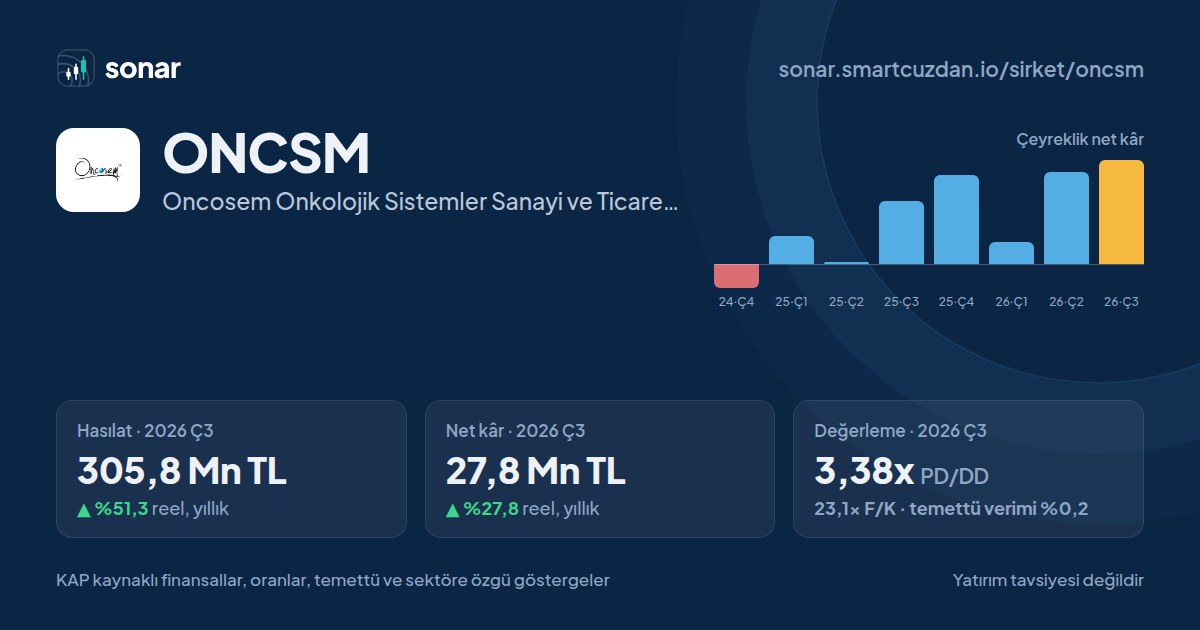 sonar
sonar.smartcuzdan.io/sirket/oncsm
Oncosem
ONCSM
Oncosem Onkolojik Sistemler Sanayi ve Ticare...
Çeyreklik net kâr
24·Ç4 25·Ç1 25·Ç2 25·Ç3 25·Ç4 26·Ç1 26·Ç2 26·Ç3
Hasılat · 2026 Ç3
305,8 Mn TL
▲ %51,3 reel, yıllık
Net kâr · 2026 Ç3
27,8 Mn TL
▲ %27,8 reel, yıllık
Değerleme · 2026 Ç3
3,38x PD/DD
23,1x F/K · temettü verimi %0,2
KAP kaynaklı finansallar, oranlar, temettü ve sektöre özgü göstergeler
Yatırım tavsiyesi değildir